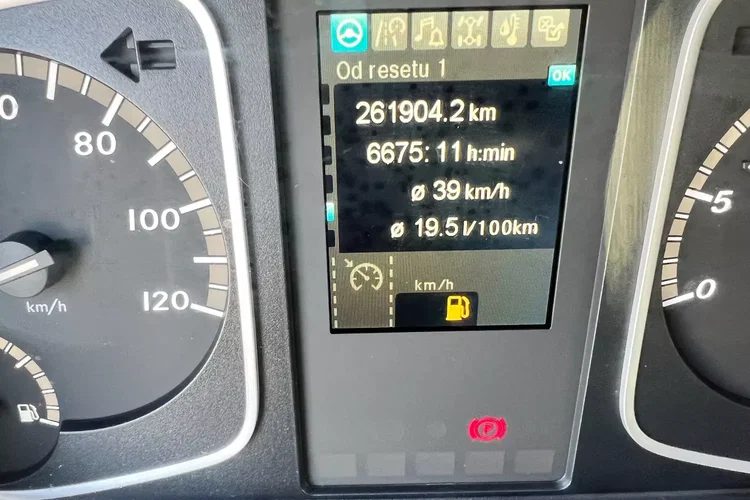 Od resetu 1
OK
261904.2 km
6675:11 h:min
ø 39 km/h
ø 19.5 l/100km
km/h
80
100
120
km/h
5
0
P